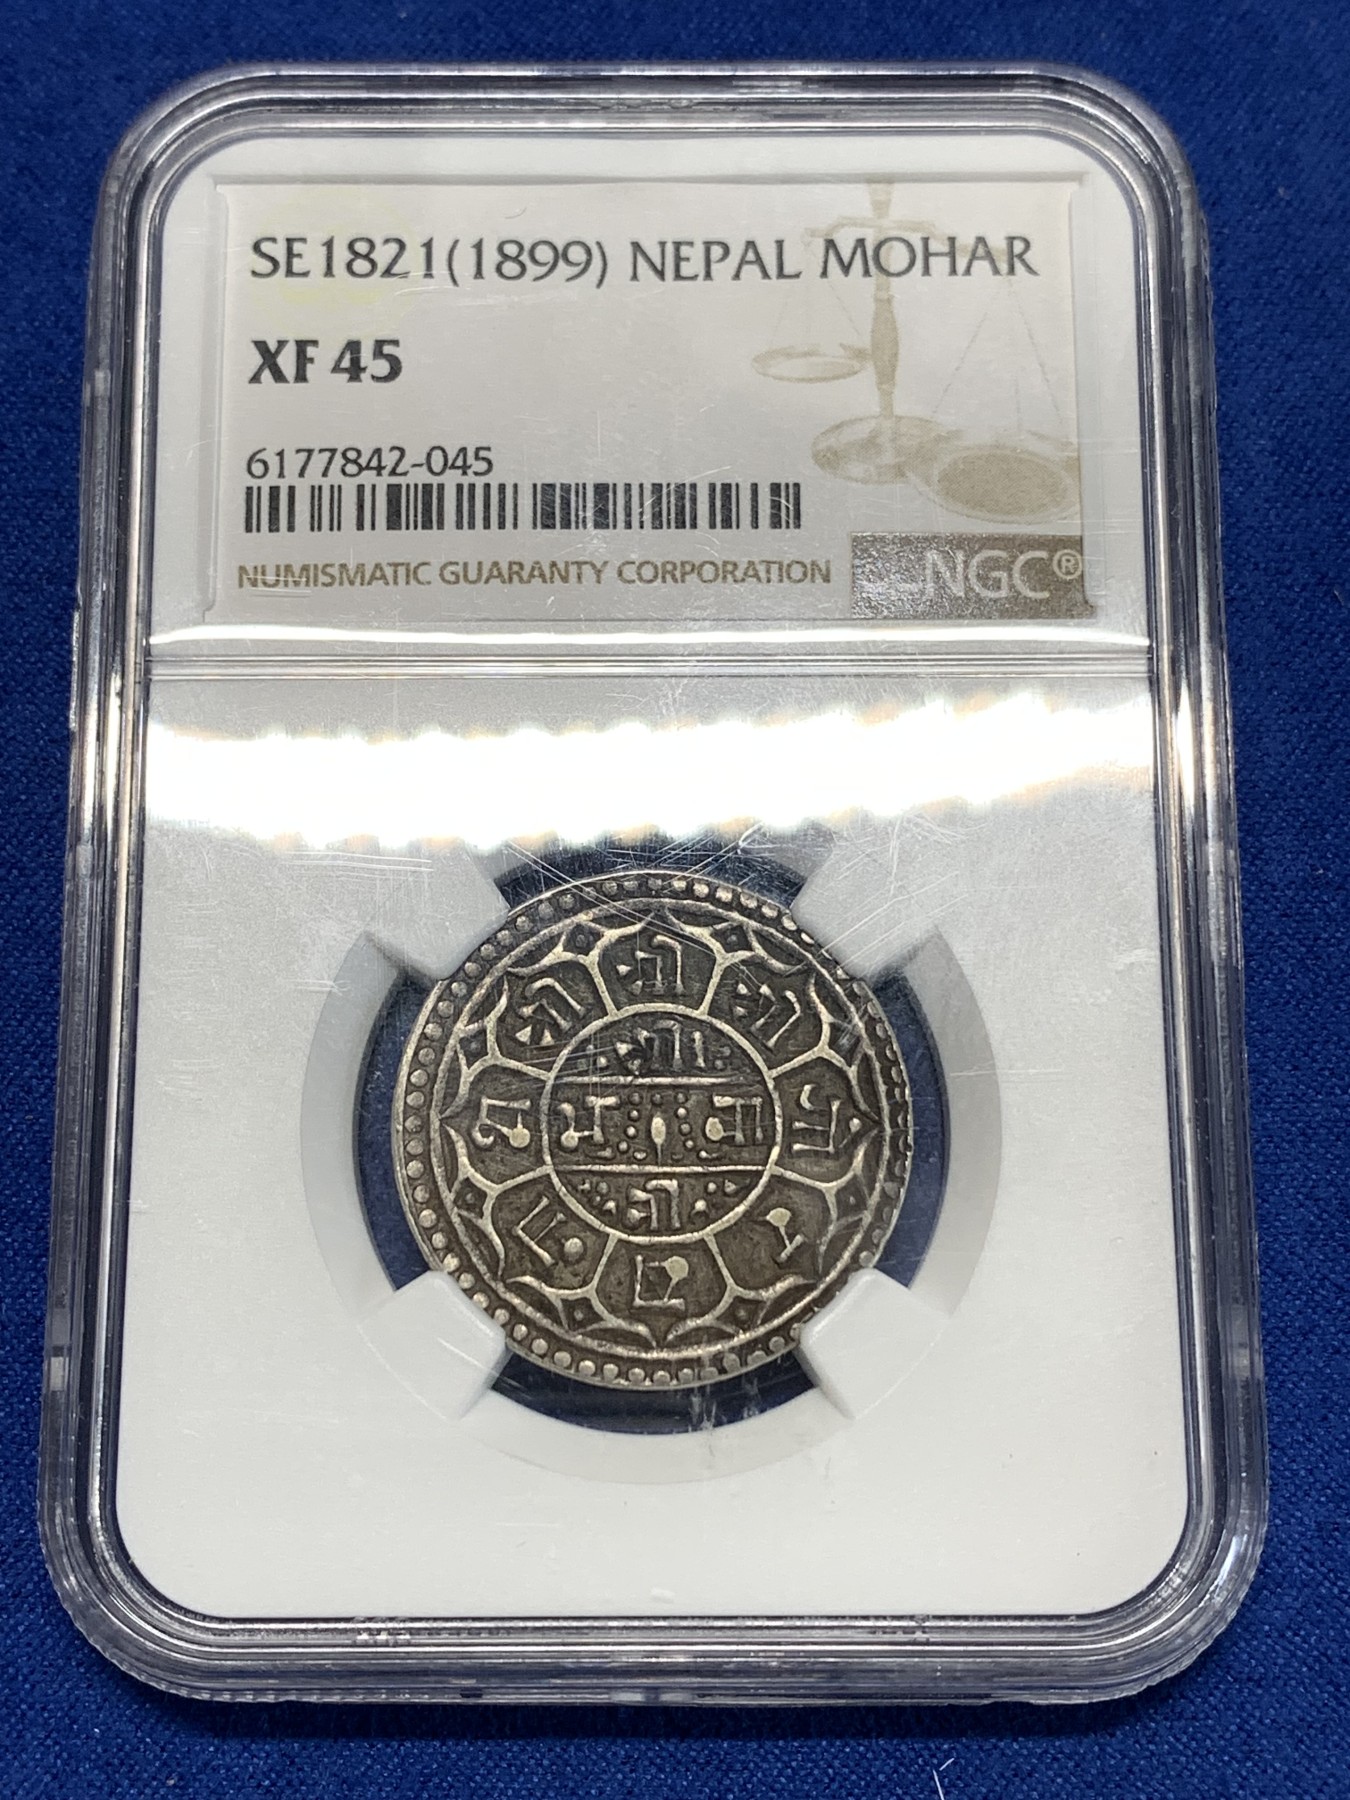 SE1821(1899) NEPAL MOHAR
XF 45
6177842-045
NUMISMATIC GUARANTY CORPORATION
NGC®
श्री श्री श्री
श्री